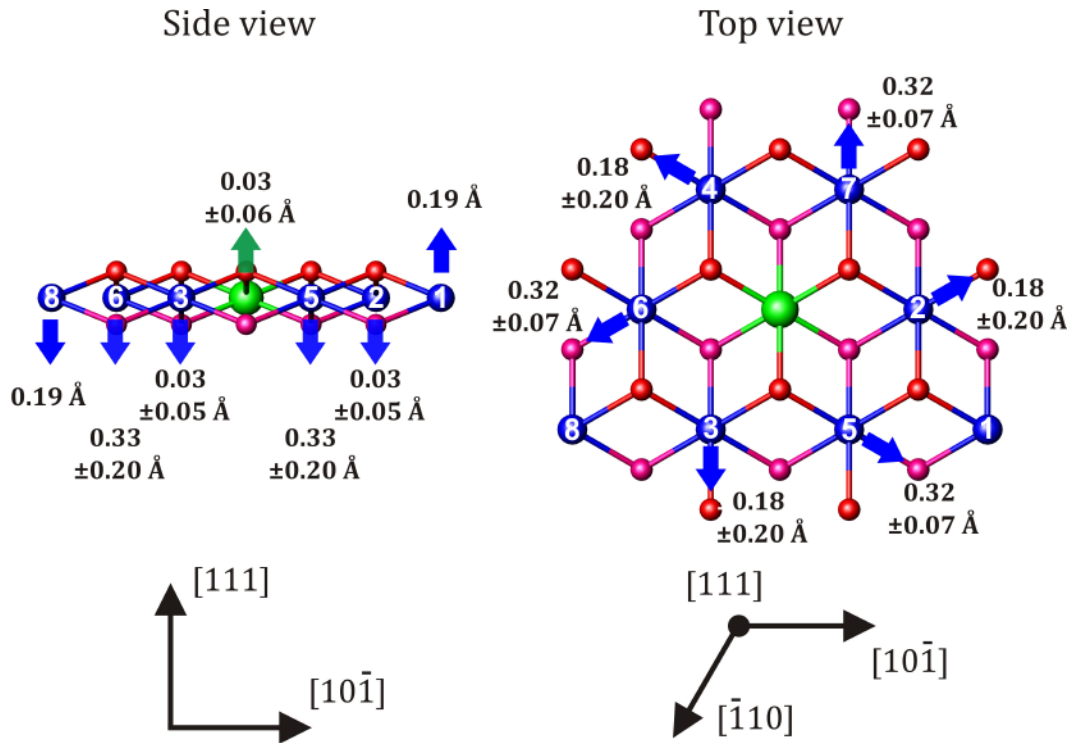 Side view
0.03
±0.06 Å
0.19 Å
8 6 3 5 2 1
0.19 Å
0.03
±0.05 Å
0.03
±0.05 Å
0.33
±0.20 Å
0.33
±0.20 Å
[111]
[101̄]
Top view
0.32
±0.07 Å
0.18
±0.20 Å
4 7
0.32
±0.07 Å
6 2
0.18
±0.20 Å
8 3 5 1
0.18
±0.20 Å
0.32
±0.07 Å
[111]
[101̄]
[1̄10]